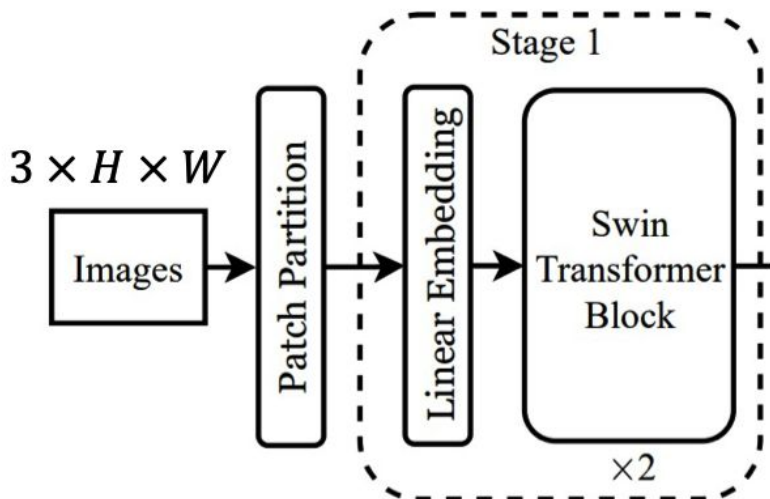 Stage 1
3 × H × W
Images
Patch Partition
Linear Embedding
Swin
Transformer
Block
×2